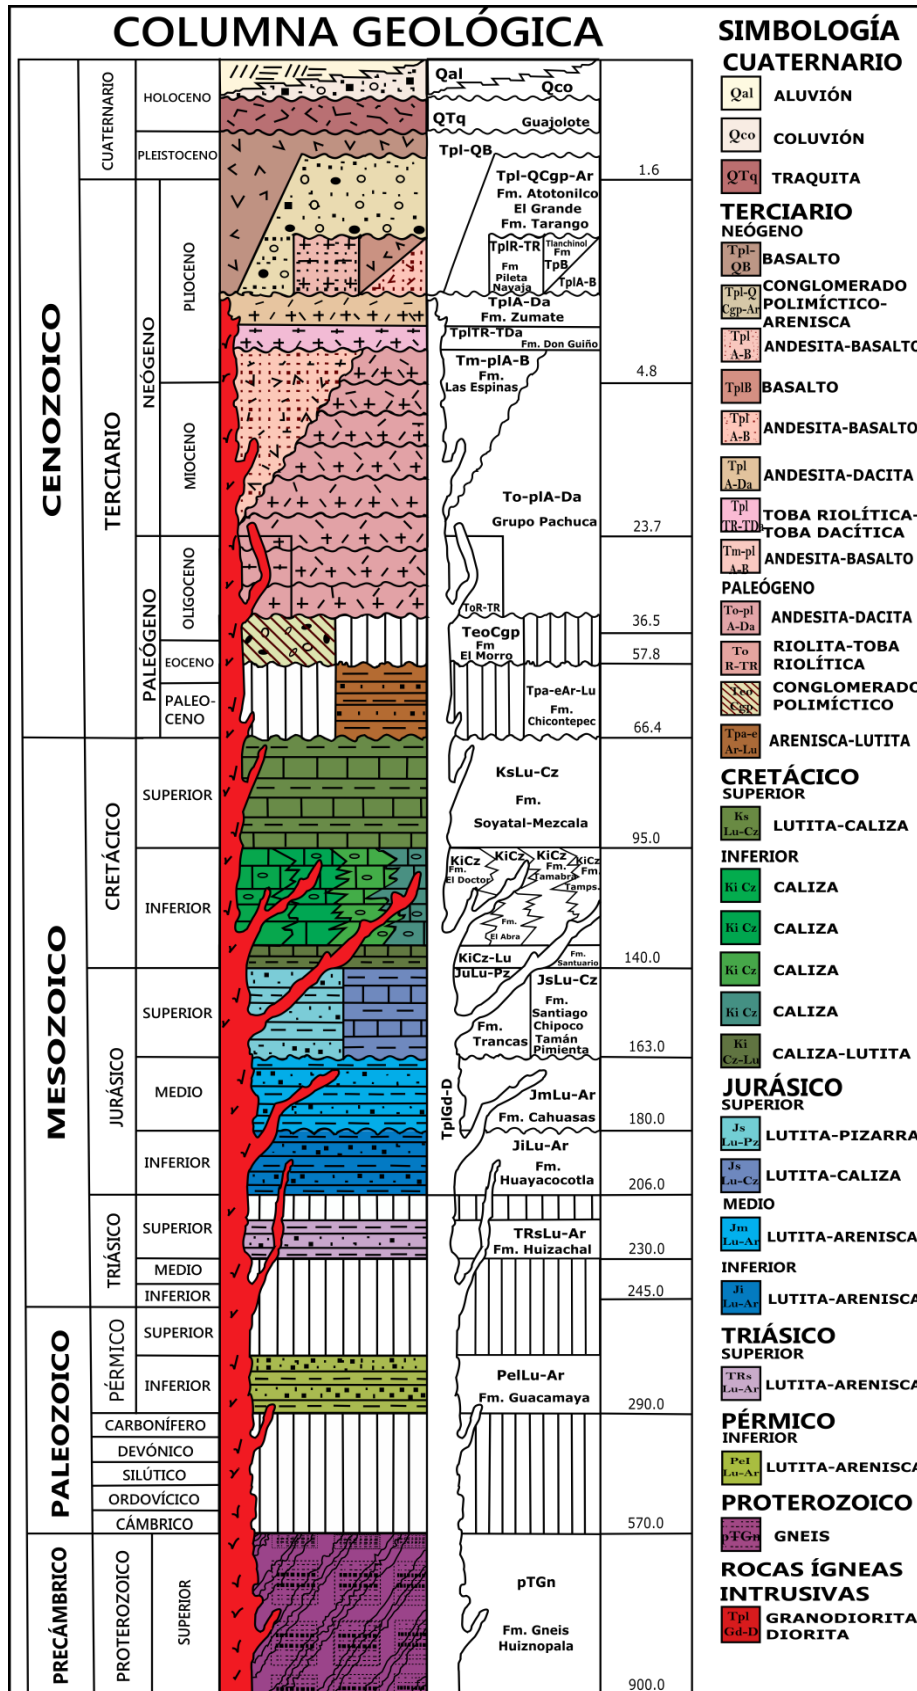 COLUMNA GEOLÓGICA
CENOZOICO
MESOZOICO
PALEOZOICO
PRECÁMBRICO
CUATERNARIO
TERCIARIO
CRETÁCICO
JURÁSICO
TRIÁSICO
PÉRMICO
CARBONÍFERO
DEVÓNICO
SILÚTICO
ORDOVÍCICO
CÁMBRICO
PROTEROZOICO
NEÓGENO
PALEÓGENO
HOLOCENO
PLEISTOCENO
PLIOCENO
MIOCENO
OLIGOCENO
EOCENO
PALEO-
CENO
SUPERIOR
INFERIOR
SUPERIOR
MEDIO
INFERIOR
SUPERIOR
MEDIO
INFERIOR
SUPERIOR
INFERIOR
SUPERIOR
Qal
Qco
QTq
Guajolote
Tpl-QB
Tpl-QCgp-Ar
Fm. Atotonilco
El Grande
Fm. Tarango
TplR-TR
Fm
Pileta
Navaja
Tlanchinol
Fm
TpB
TplA-B
TplA-Da
Fm. Zumate
TplTR-TDa
Fm. Don Guiño
Tm-plA-B
Fm.
Las Espinas
To-plA-Da
Grupo Pachuca
ToR-TR
TeoCgp
Fm
El Morro
Tpa-eAr-Lu
Fm.
Chicontepec
KsLu-Cz
Fm.
Soyatal-Mezcala
KiCz
Fm.
El Doctor
KiCz
Fm.
El Abra
KiCz
Fm.
Tamabra
KiCz
Fm.
Tamps.
KiCz-Lu
Fm.
Santuario
JuLu-Pz
Fm.
Trancas
JsLu-Cz
Fm.
Santiago
Chipoco
Tamán
Pimienta
TplGd-D
JmLu-Ar
Fm. Cahuasas
JiLu-Ar
Fm.
Huayacocotla
TRsLu-Ar
Fm. Huizachal
PeILu-Ar
Fm. Guacamaya
pTGn
Fm. Gneis
Huiznopala
1.6
4.8
23.7
36.5
57.8
66.4
95.0
140.0
163.0
180.0
206.0
230.0
245.0
290.0
570.0
900.0
SIMBOLOGÍA
CUATERNARIO
Qal ALUVIÓN
Qco COLUVIÓN
QTq TRAQUITA
TERCIARIO
NEÓGENO
Tpl-
QB BASALTO
Tpl-Q
Cgp-Ar CONGLOMERADO
POLIMÍCTICO-
ARENISCA
Tpl
A-B ANDESITA-BASALTO
TplB BASALTO
Tpl
A-B ANDESITA-BASALTO
Tpl
A-Da ANDESITA-DACITA
Tpl
TR-TDa TOBA RIOLÍTICA-
TOBA DACÍTICA
Tm-pl
A-B ANDESITA-BASALTO
PALEÓGENO
To-pl
A-Da ANDESITA-DACITA
To
R-TR RIOLITA-TOBA
RIOLÍTICA
Teo
Cgp CONGLOMERADO
POLIMÍCTICO
Tpa-e
Ar-Lu ARENISCA-LUTITA
CRETÁCICO
SUPERIOR
Ks
Lu-Cz LUTITA-CALIZA
INFERIOR
Ki Cz CALIZA
Ki Cz CALIZA
Ki Cz CALIZA
Ki Cz CALIZA
Ki
Cz-Lu CALIZA-LUTITA
JURÁSICO
SUPERIOR
Js
Lu-Pz LUTITA-PIZARRA
Js
Lu-Cz LUTITA-CALIZA
MEDIO
Jm
Lu-Ar LUTITA-ARENISCA
INFERIOR
Ji
Lu-Ar LUTITA-ARENISCA
TRIÁSICO
SUPERIOR
TRs
Lu-Ar LUTITA-ARENISCA
PÉRMICO
INFERIOR
PeI
Lu-Ar LUTITA-ARENISCA
PROTEROZOICO
pTGn GNEIS
ROCAS ÍGNEAS
INTRUSIVAS
Tpl
Gd-D GRANODIORITA
DIORITA